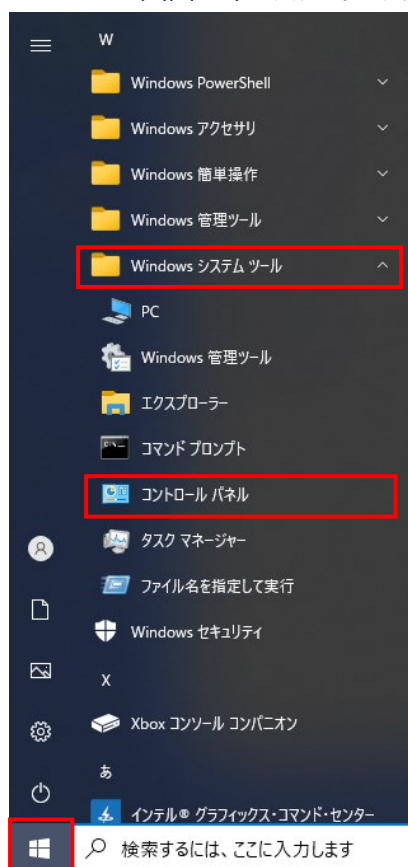 W
Windows PowerShell
Windows アクセサリ
Windows 簡単操作
Windows 管理ツール
Windows システム ツール
PC
Windows 管理ツール
エクスプローラー
コマンド プロンプト
コントロール パネル
タスク マネージャー
ファイル名を指定して実行
Windows セキュリティ
X
Xbox コンソール コンパニオン
あ
インテル® グラフィックス・コマンド・センター
検索するには、ここに入力します